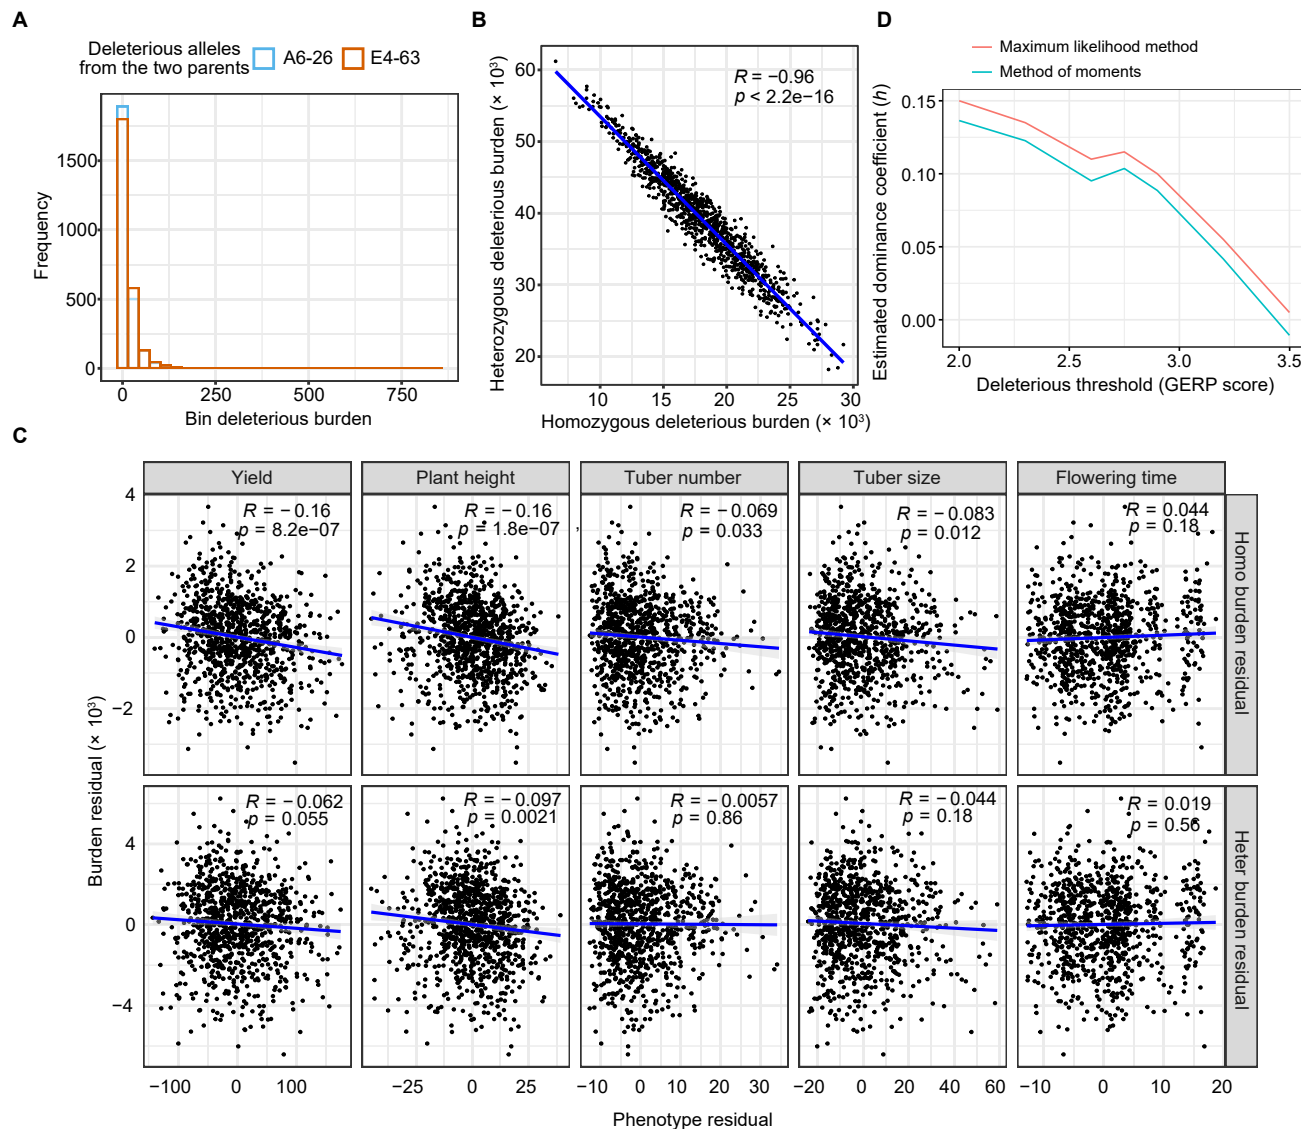 A
Deleterious alleles
from the two parents
A6-26
E4-63
1500
1000
500
0
Frequency
0
250
500
750
Bin deleterious burden
B
R = −0.96
p < 2.2e−16
60
50
40
30
20
Heterozygous deleterious burden (× 10³)
10
15
20
25
30
Homozygous deleterious burden (× 10³)
D
Maximum likelihood method
Method of moments
0.15
0.10
0.05
0.00
Estimated dominance coefficient (h)
2.0
2.5
3.0
3.5
Deleterious threshold (GERP score)
C
Yield
Plant height
Tuber number
Tuber size
Flowering time
R = −0.16
p = 8.2e−07
R = −0.16
p = 1.8e−07
,
R = −0.069
p = 0.033
R = −0.083
p = 0.012
R = 0.044
p = 0.18
4
2
0
−2
Homo burden residual
R = −0.062
p = 0.055
R = −0.097
p = 0.0021
R = −0.0057
p = 0.86
R = −0.044
p = 0.18
R = 0.019
p = 0.56
4
0
−4
Heter burden residual
Burden residual (× 10³)
−100
0
100
−25
0
25
−10
0
10
20
30
−20
0
20
40
60
−10
0
10
20
Phenotype residual